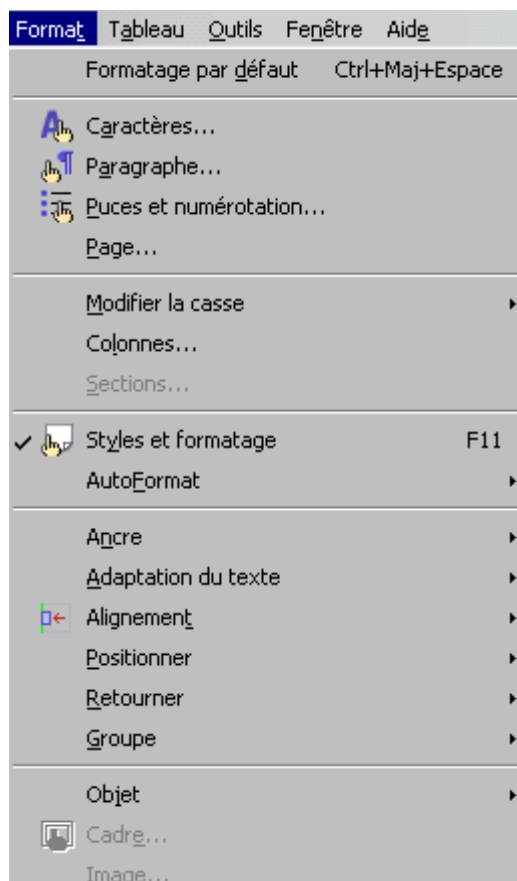 Format Tableau Outils Fenêtre Aide
Formatage par défaut Ctrl+Maj+Espace
Caractères...
Paragraphe...
Puces et numérotation...
Page...
Modifier la casse
Colonnes...
Sections...
Styles et formatage F11
AutoFormat
Ancre
Adaptation du texte
Alignement
Positionner
Retourner
Groupe
Objet
Cadre...
Image...